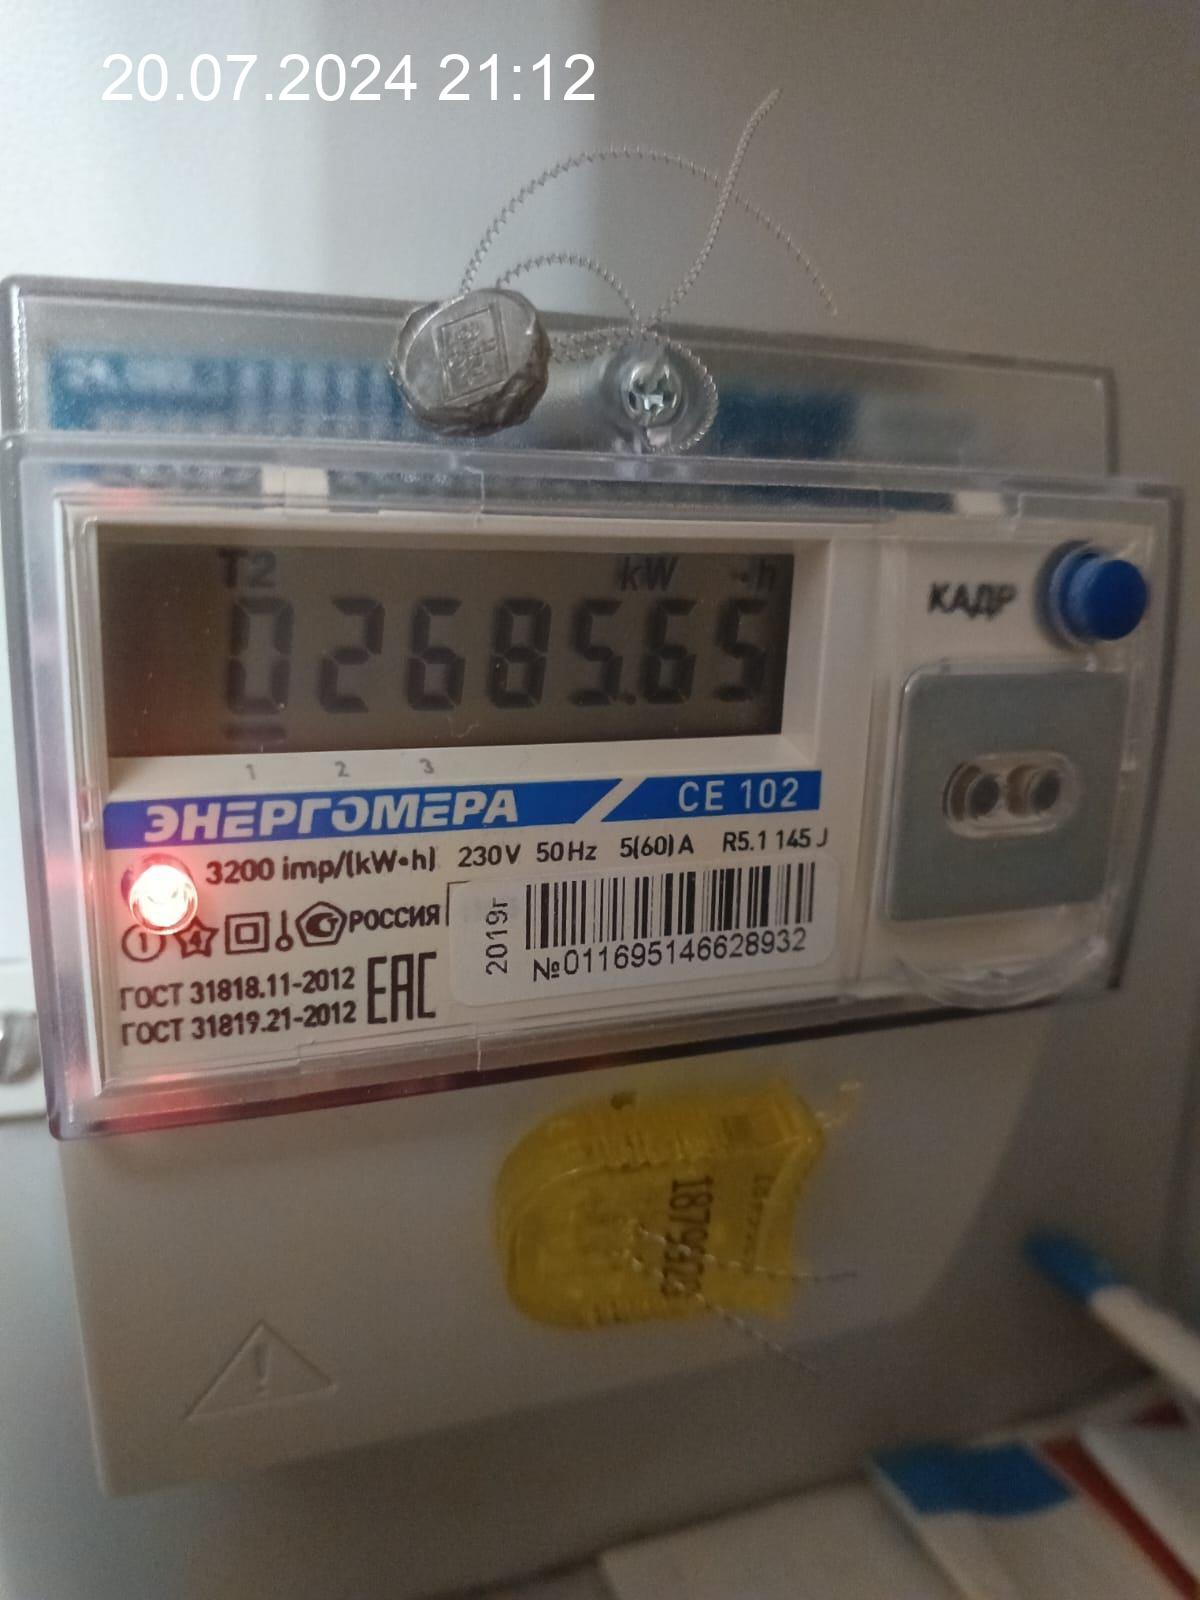 20.07.2024 21:12
T2 kW h
02685.65
КАДР
1 2 3
ЭНЕРГОМЕРА CE 102
3200 imp/(kW•h) 230V 50Hz 5(60)A R5.1 145 J
1 4 РОССИЯ
2019г
№011695146628932
ГОСТ 31818.11-2012
ГОСТ 31819.21-2012
EAC